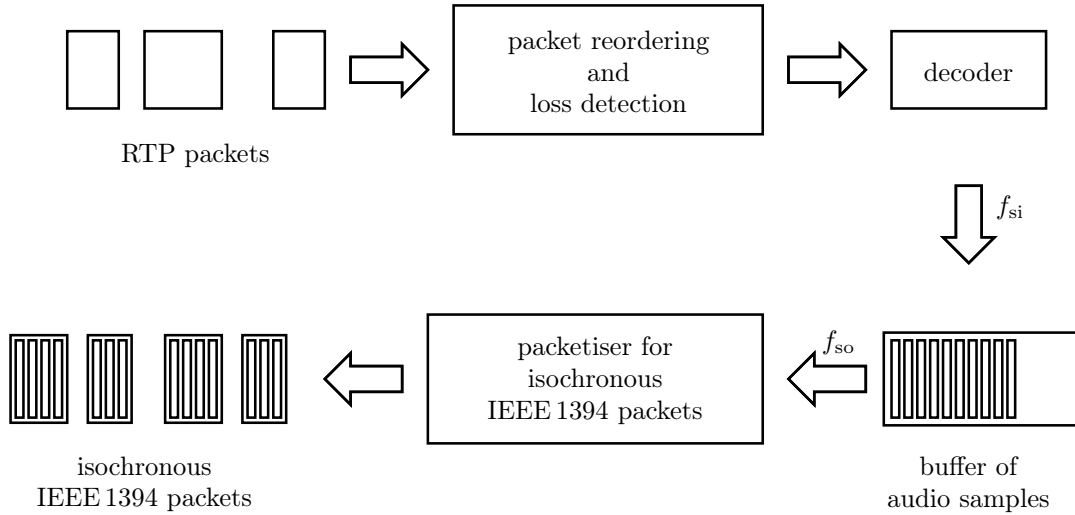 packet reordering
and
loss detection
decoder
RTP packets
f_si
f_so
packetiser for
isochronous
IEEE 1394 packets
isochronous
IEEE 1394 packets
buffer of
audio samples